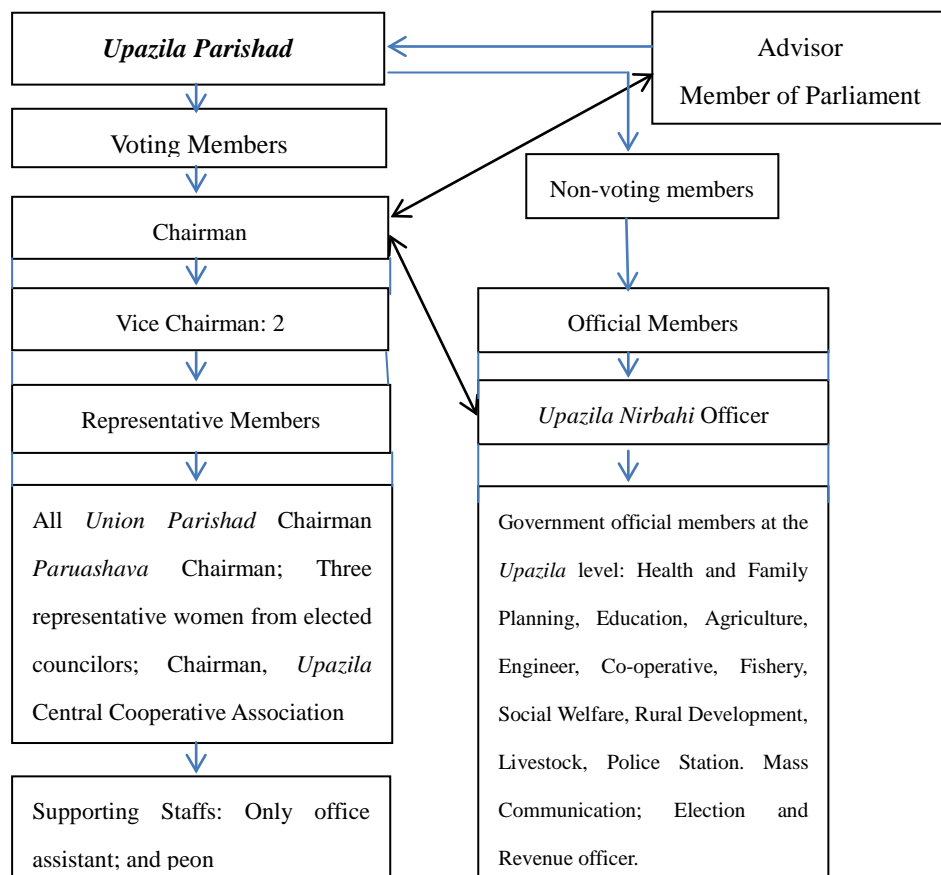 Upazila Parishad
Advisor
Member of Parliament
Voting Members
Non-voting members
Chairman
Vice Chairman: 2
Official Members
Representative Members
Upazila Nirbahi Officer
All Union Parishad Chairman
Paruashava Chairman; Three
representative women from elected
councilors; Chairman, Upazila
Central Cooperative Association
Government official members at the
Upazila level: Health and Family
Planning, Education, Agriculture,
Engineer, Co-operative, Fishery,
Social Welfare, Rural Development,
Livestock, Police Station. Mass
Communication; Election and
Revenue officer.
Supporting Staffs: Only office
assistant; and peon